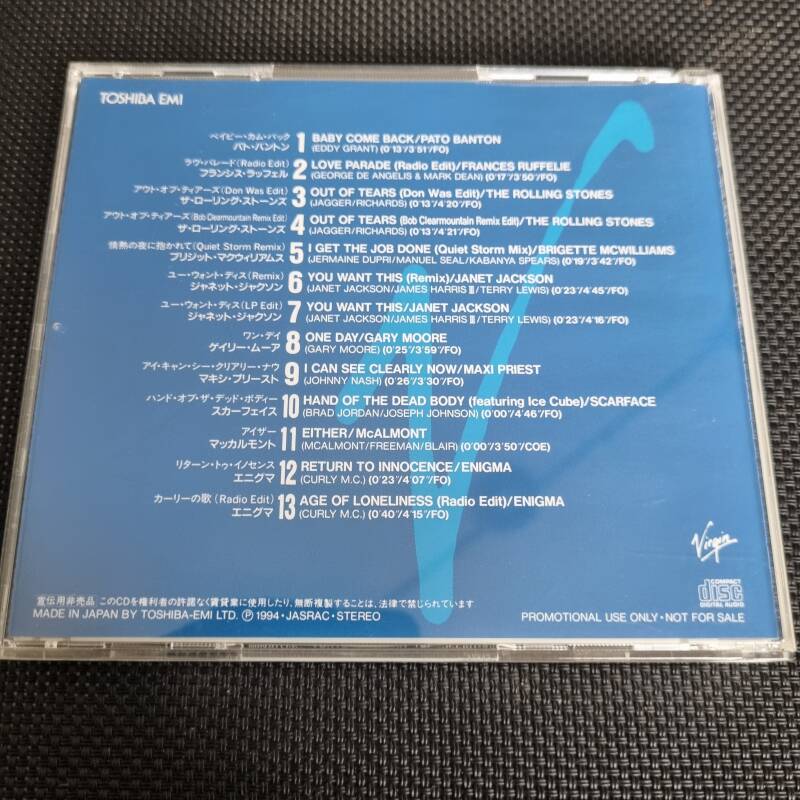 TOSHIBA EMI
ベイビー・カム・バック 1 BABY COME BACK/PATO BANTON
パト・バントン (EDDY GRANT) (0'13"/3'51"/FO)
ラヴ・パレード(Radio Edit) 2 LOVE PARADE (Radio Edit)/FRANCES RUFFELIE
フランシス・ラッフェル (GEORGE DE ANGELIS & MARK DEAN) (0'17"/3'50"/FO)
アウト・オブ・ティアーズ(Don Was Edit) 3 OUT OF TEARS (Don Was Edit)/THE ROLLING STONES
ザ・ローリング・ストーンズ (JAGGER/RICHARDS) (0'13"/4'20"/FO)
アウト・オブ・ティアーズ(Bob Clearmountain Remix Edit) 4 OUT OF TEARS (Bob Clearmountain Remix Edit)/THE ROLLING STONES
ザ・ローリング・ストーンズ (JAGGER/RICHARDS) (0'13"/4'21"/FO)
情熱の夜に抱かれて(Quiet Storm Remix) 5 I GET THE JOB DONE (Quiet Storm Mix)/BRIGETTE MCWILLIAMS
ブリジット・マクウィリアムス (JERMAINE DUPRI/MANUEL SEAL/KABANYA SPEARS) (0'19"/3'42"/FO)
ユー・ウォント・ディス(Remix) 6 YOU WANT THIS (Remix)/JANET JACKSON
ジャネット・ジャクソン (JANET JACKSON/JAMES HARRIS III/TERRY LEWIS) (0'23"/4'45"/FO)
ユー・ウォント・ディス(LP Edit) 7 YOU WANT THIS/JANET JACKSON
ジャネット・ジャクソン (JANET JACKSON/JAMES HARRIS III/TERRY LEWIS) (0'23"/4'16"/FO)
ワン・デイ 8 ONE DAY/GARY MOORE
ゲイリー・ムーア (GARY MOORE) (0'25"/3'59"/FO)
アイ・キャン・シー・クリアリー・ナウ 9 I CAN SEE CLEARLY NOW/MAXI PRIEST
マキシ・プリースト (JOHNNY NASH) (0'26"/3'30"/FO)
ハンド・オブ・ザ・デッド・ボディー 10 HAND OF THE DEAD BODY (featuring Ice Cube)/SCARFACE
スカーフェイス (BRAD JORDAN/JOSEPH JOHNSON) (0'00"/4'46"/FO)
アイザー 11 EITHER/McALMONT
マッカルモント (MCALMONT/FREEMAN/BLAIR) (0'00"/3'50"/COE)
リターン・トゥ・イノセンス 12 RETURN TO INNOCENCE/ENIGMA
エニグマ (CURLY M.C.) (0'23"/4'07"/FO)
カーリーの歌(Radio Edit) 13 AGE OF LONELINESS (Radio Edit)/ENIGMA
エニグマ (CURLY M.C.) (0'40"/4'15"/FO)
Virgin
COMPACT
disc
DIGITAL AUDIO
宣伝用非売品 このCDを権利者の許諾なく賃貸業に使用したり、無断複製することは、法律で禁じられています
MADE IN JAPAN BY TOSHIBA-EMI LTD. Ⓟ 1994・JASRAC・STEREO
PROMOTIONAL USE ONLY・NOT FOR SALE